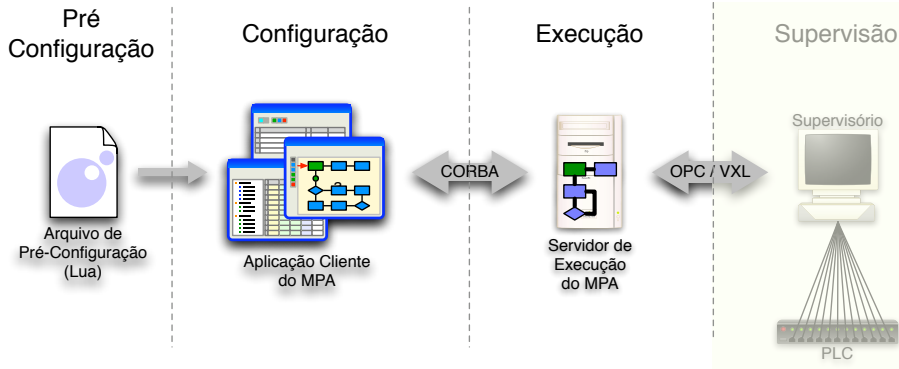 Pré
Configuração
Configuração
Execução
Supervisão
Arquivo de
Pré-Configuração
(Lua)
Aplicação Cliente
do MPA
CORBA
Servidor de
Execução
do MPA
OPC / VXL
Supervisório
PLC